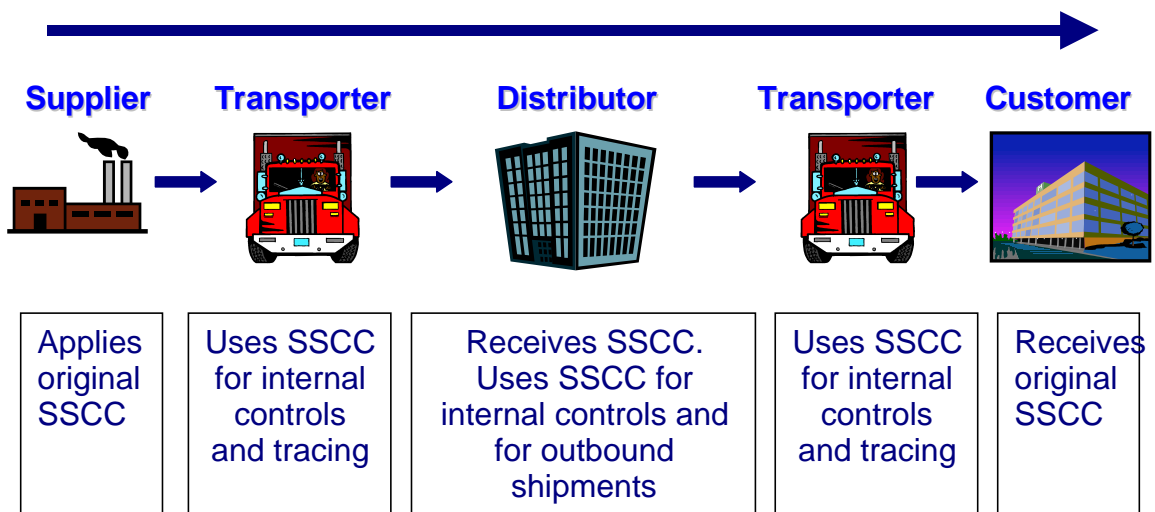 Supplier
Transporter
Distributor
Transporter
Customer
Applies
original
SSCC
Uses SSCC
for internal
controls
and tracing
Receives SSCC.
Uses SSCC for
internal controls and
for outbound
shipments
Uses SSCC
for internal
controls
and tracing
Receives
original
SSCC